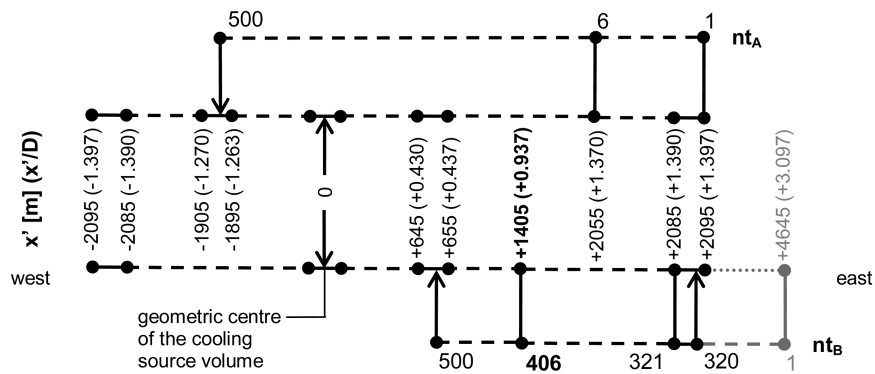 500 6 1 nt_A
x' [m] (x'/D)
-2095 (-1.397)
-2085 (-1.390)
-1905 (-1.270)
-1895 (-1.263)
0
+645 (+0.430)
+655 (+0.437)
+1405 (+0.937)
+2055 (+1.370)
+2085 (+1.390)
+2095 (+1.397)
+4645 (+3.097)
west
east
geometric centre
of the cooling
source volume
500 406 321 320 1 nt_B